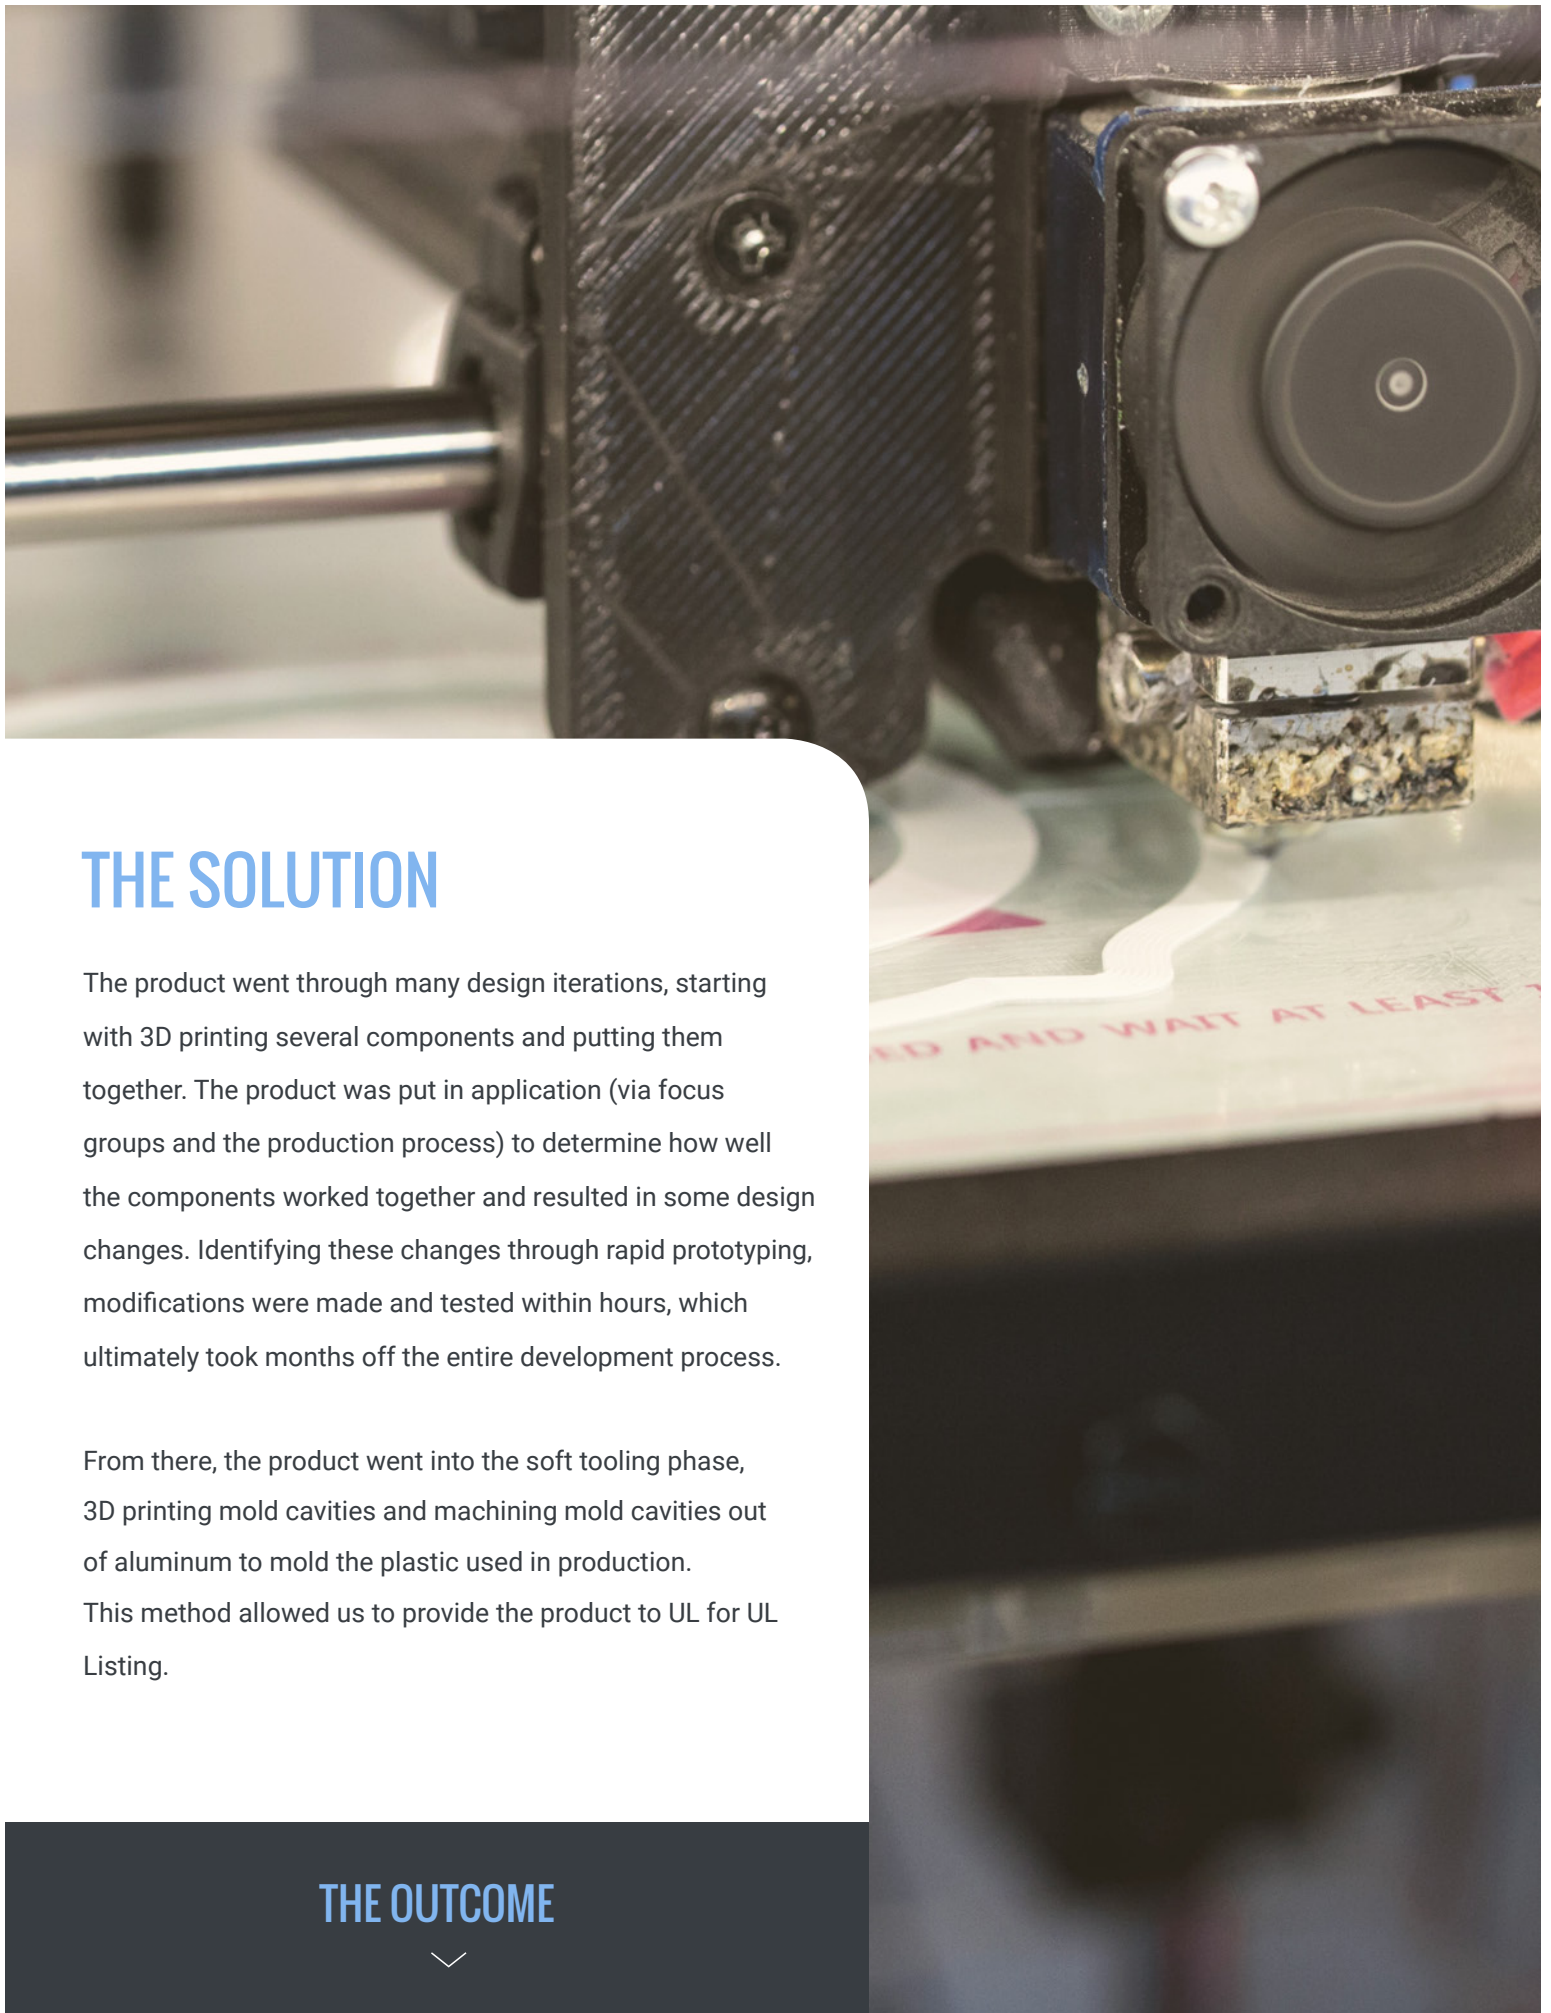 THE SOLUTION
The product went through many design iterations, starting
with 3D printing several components and putting them
together. The product was put in application (via focus
groups and the production process) to determine how well
the components worked together and resulted in some design
changes. Identifying these changes through rapid prototyping,
modifications were made and tested within hours, which
ultimately took months off the entire development process.
From there, the product went into the soft tooling phase,
3D printing mold cavities and machining mold cavities out
of aluminum to mold the plastic used in production.
This method allowed us to provide the product to UL for UL
Listing.
AND WAIT AT LEAST
THE OUTCOME